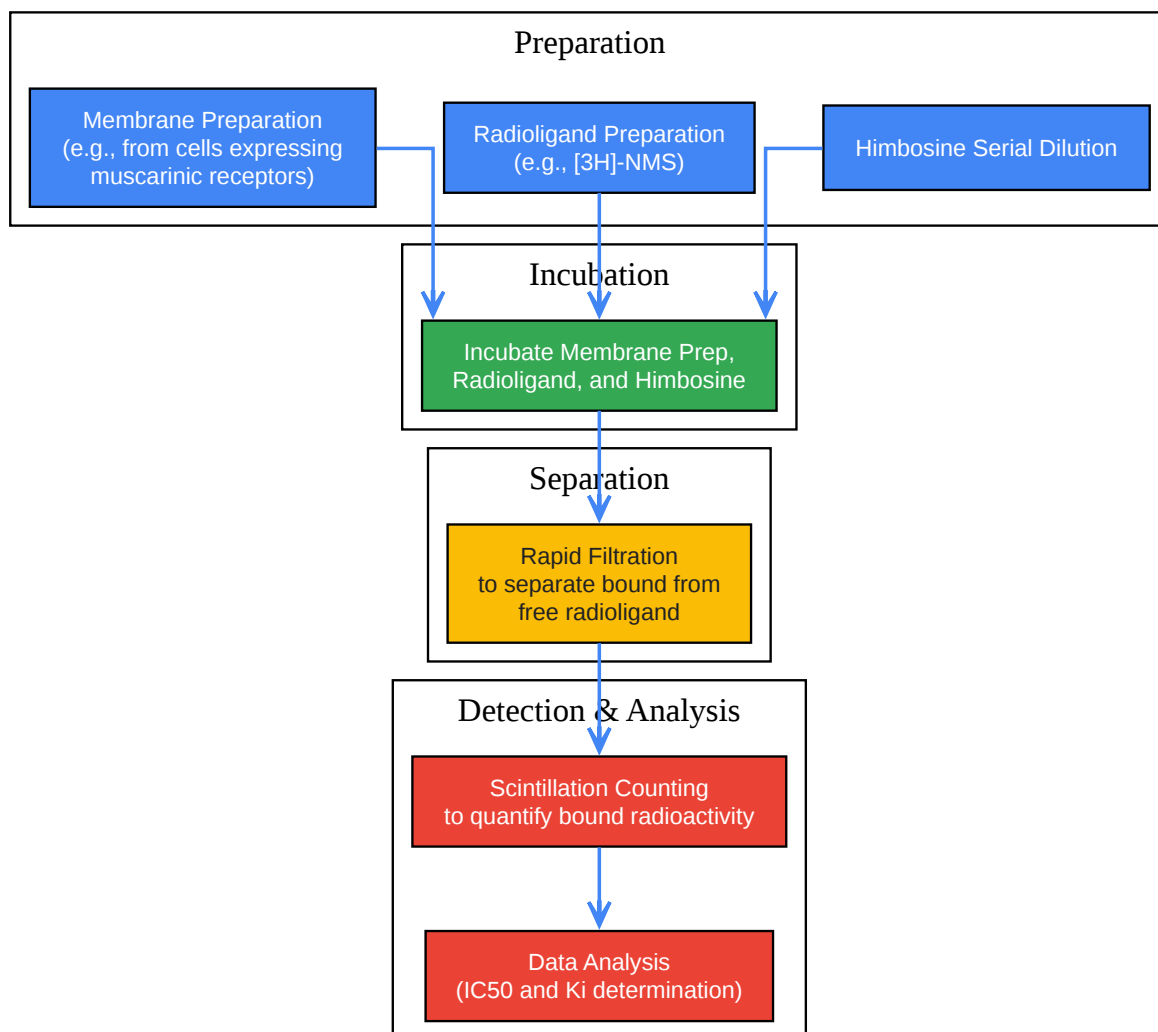 Preparation
Membrane Preparation
(e.g., from cells expressing
muscarinic receptors)
Radioligand Preparation
(e.g., [3H]-NMS)
Himbosine Serial Dilution
Incubation
Incubate Membrane Prep,
Radioligand, and Himbosine
Separation
Rapid Filtration
to separate bound from
free radioligand
Detection & Analysis
Scintillation Counting
to quantify bound radioactivity
Data Analysis
(IC50 and Ki determination)